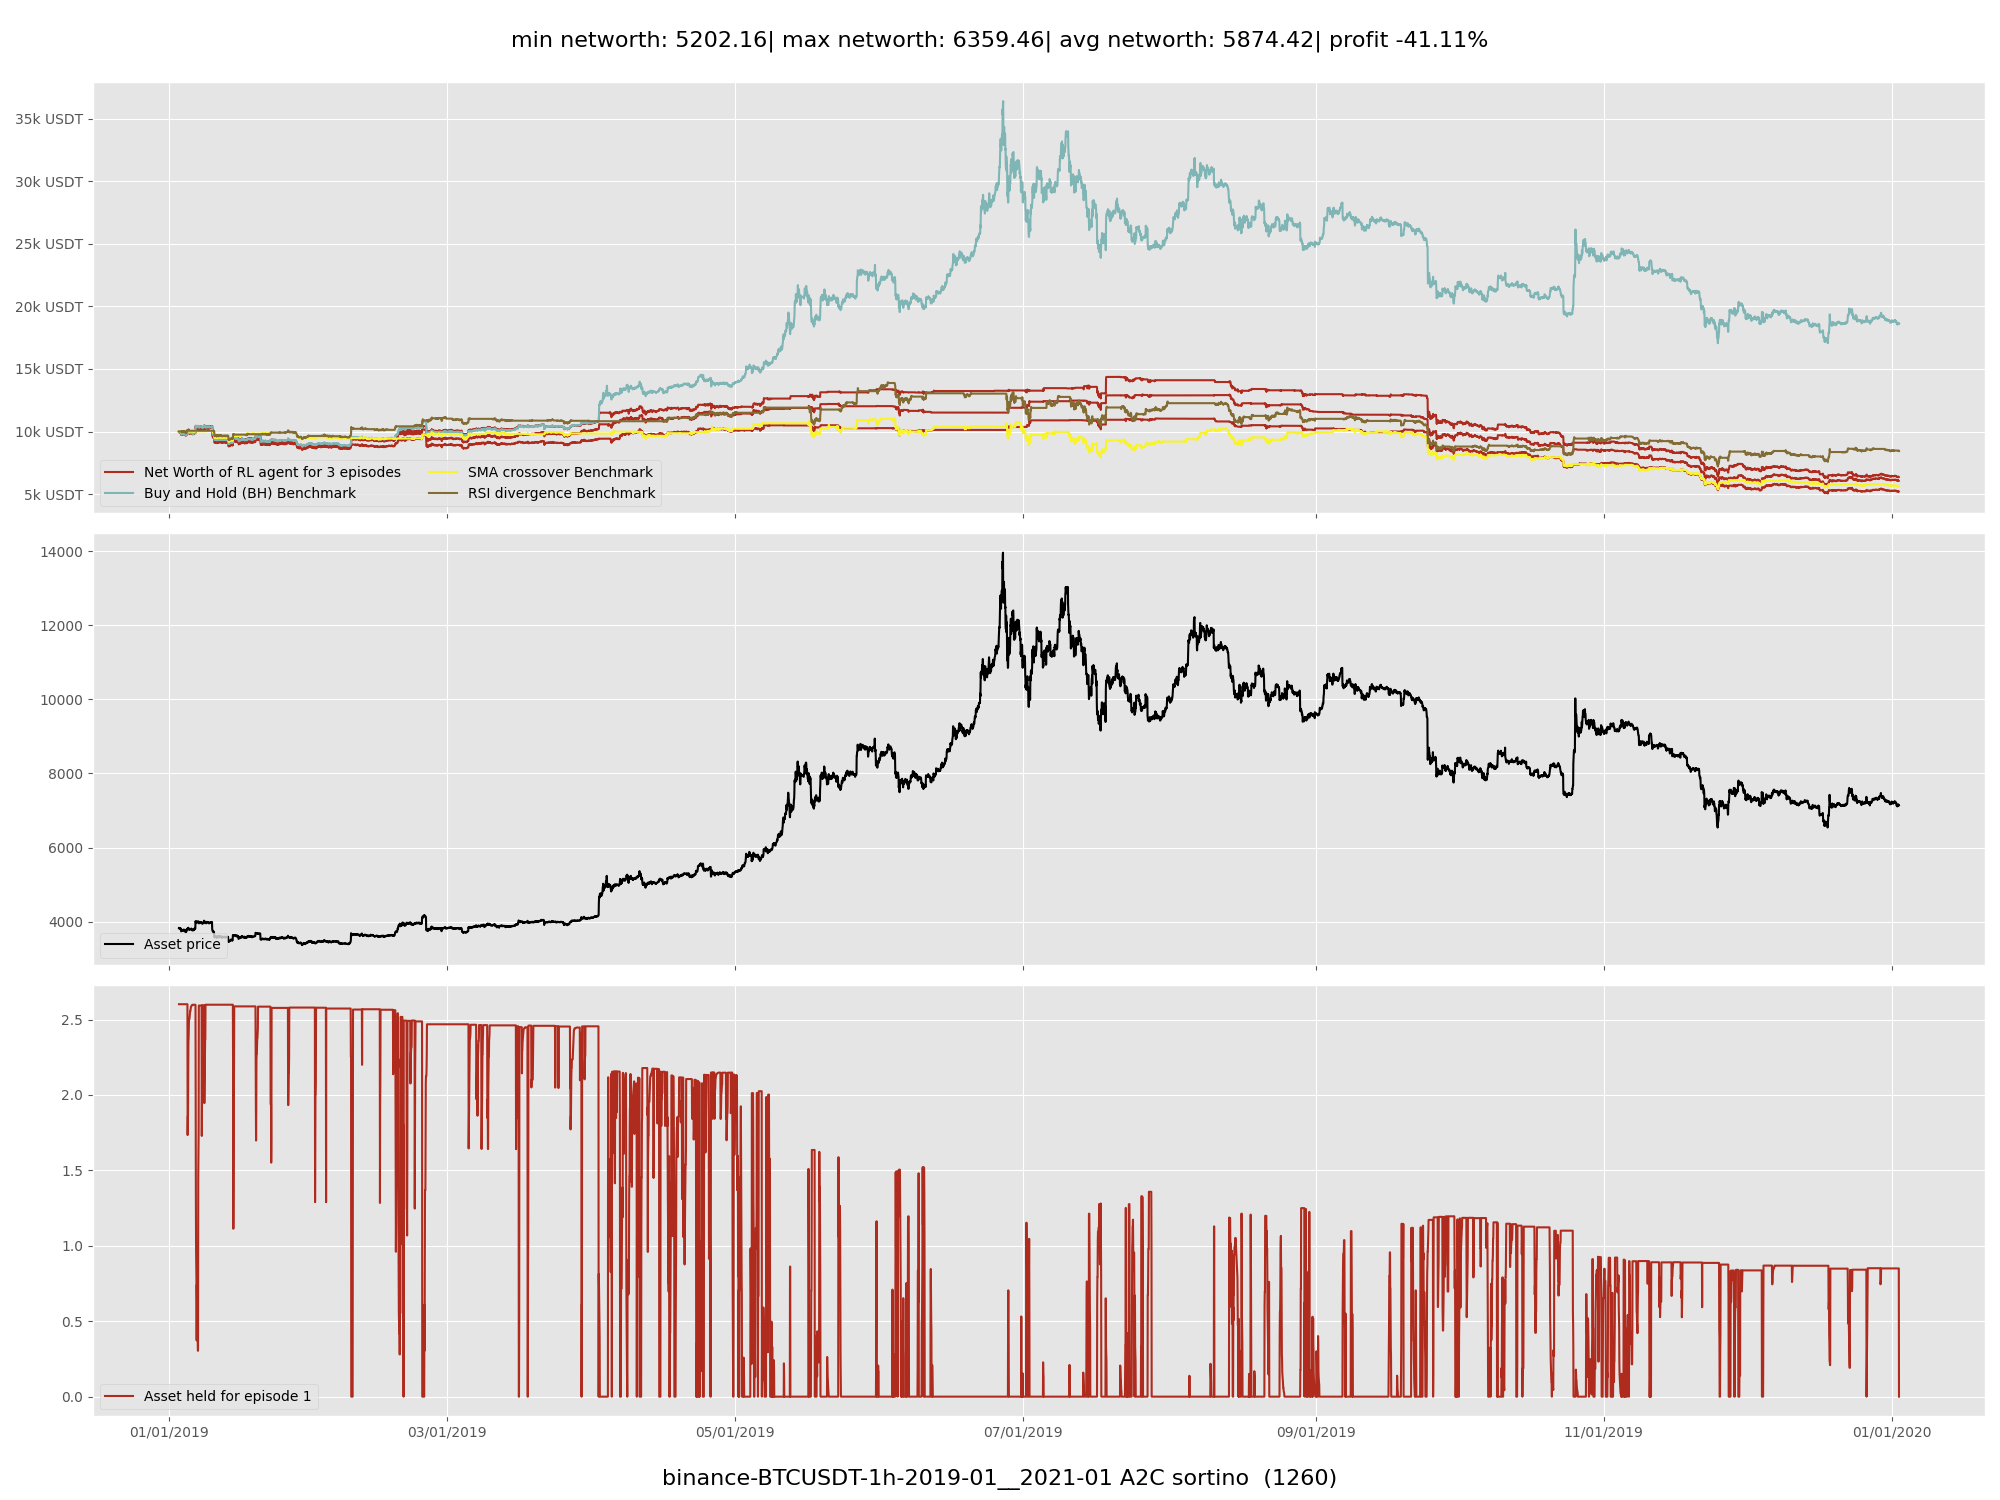 min networth: 5202.16| max networth: 6359.46| avg networth: 5874.42| profit -41.11%
35k USDT
30k USDT
25k USDT
20k USDT
15k USDT
10k USDT
5k USDT
Net Worth of RL agent for 3 episodes
Buy and Hold (BH) Benchmark
SMA crossover Benchmark
RSI divergence Benchmark
14000
12000
10000
8000
6000
4000
Asset price
2.5
2.0
1.5
1.0
0.5
0.0
Asset held for episode 1
01/01/2019 03/01/2019 05/01/2019 07/01/2019 09/01/2019 11/01/2019 01/01/2020
binance-BTCUSDT-1h-2019-01__2021-01 A2C sortino  (1260)